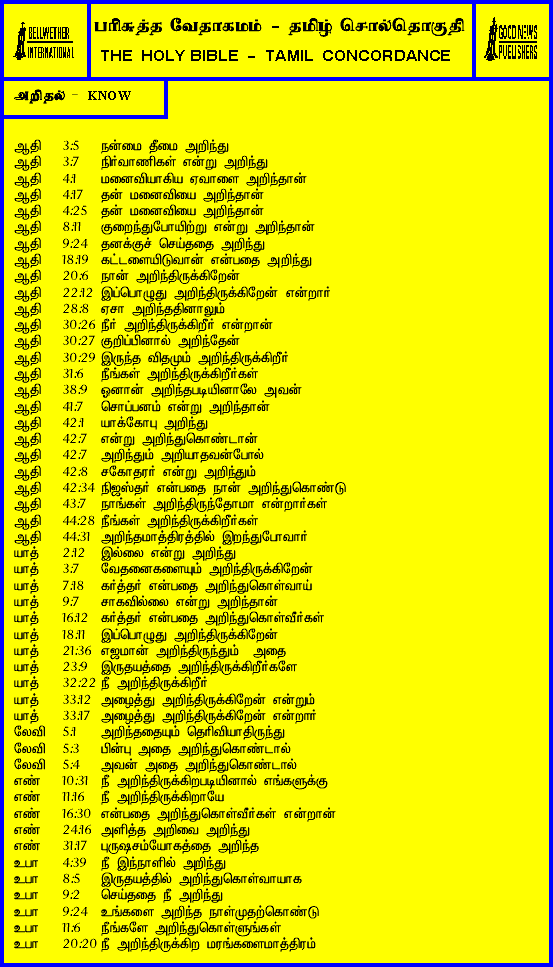 BELLWETHER
INTERNATIONAL
பரிசுத்த வேதாகமம் – தமிழ் சொல்தொகுதி
THE HOLY BIBLE – TAMIL CONCORDANCE
GOOD NEWS
PUBLISHERS
அறிதல் – KNOW
ஆதி 3:5 நன்மை தீமை அறிந்து
ஆதி 3:7 நிர்வாணிகள் என்று அறிந்து
ஆதி 4:1 மனைவியாகிய ஏவாளை அறிந்தான்
ஆதி 4:17 தன் மனைவியை அறிந்தான்
ஆதி 4:25 தன் மனைவியை அறிந்தான்
ஆதி 8:11 குறைந்துபோயிற்று என்று அறிந்தான்
ஆதி 9:24 தனக்குச் செய்ததை அறிந்து
ஆதி 18:19 கட்டளையிடுவான் என்பதை அறிந்து
ஆதி 20:6 நான் அறிந்திருக்கிறேன்
ஆதி 22:12 இப்பொழுது அறிந்திருக்கிறேன் என்றார்
ஆதி 28:8 ஏசா அறிந்ததினாலும்
ஆதி 30:26 நீர் அறிந்திருக்கிறீர் என்றான்
ஆதி 30:27 குறிப்பினால் அறிந்தேன்
ஆதி 30:29 இருந்த விதமும் அறிந்திருக்கிறீர்
ஆதி 31:6 நீங்கள் அறிந்திருக்கிறீர்கள்
ஆதி 38:9 ஓனான் அறிந்தபடியினாலே அவன்
ஆதி 41:7 சொப்பனம் என்று அறிந்தான்
ஆதி 42:1 யாக்கோபு அறிந்து
ஆதி 42:7 என்று அறிந்துகொண்டான்
ஆதி 42:7 அறிந்தும் அறியாதவன்போல்
ஆதி 42:8 சகோதரர் என்று அறிந்தும்
ஆதி 42:34 நிஜஸ்தர் என்பதை நான் அறிந்துகொண்டு
ஆதி 43:7 நாங்கள் அறிந்திருந்தோமா என்றார்கள்
ஆதி 44:28 நீங்கள் அறிந்திருக்கிறீர்கள்
ஆதி 44:31 அறிந்தமாத்திரத்தில் இறந்துபோவார்
யாத் 2:12 இல்லை என்று அறிந்து
யாத் 3:7 வேதனைகளையும் அறிந்திருக்கிறேன்
யாத் 7:18 கர்த்தர் என்பதை அறிந்துகொள்வாய்
யாத் 9:7 சாகவில்லை என்று அறிந்தான்
யாத் 16:12 கர்த்தர் என்பதை அறிந்துகொள்வீர்கள்
யாத் 18:11 இப்பொழுது அறிந்திருக்கிறேன்
யாத் 21:36 எஜமான் அறிந்திருந்தும் அதை
யாத் 23:9 இருதயத்தை அறிந்திருக்கிறீர்களே
யாத் 32:22 நீ அறிந்திருக்கிறீர்
யாத் 33:12 அழைத்து அறிந்திருக்கிறேன் என்றும்
யாத் 33:17 அழைத்து அறிந்திருக்கிறேன் என்றார்
லேவி 5:1 அறிந்ததையும் தெரிவியாதிருந்து
லேவி 5:3 பின்பு அதை அறிந்துகொண்டால்
லேவி 5:4 அவன் அதை அறிந்துகொண்டால்
எண் 10:31 நீ அறிந்திருக்கிறபடியினால் எங்களுக்கு
எண் 11:16 நீ அறிந்திருக்கிறாயே
எண் 16:30 என்பதை அறிந்துகொள்வீர்கள் என்றான்
எண் 24:16 அளித்த அறிவை அறிந்து
எண் 31:17 புருஷசம்யோகத்தை அறிந்த
உபா 4:39 நீ இந்நாளில் அறிந்து
உபா 8:5 இருதயத்தில் அறிந்துகொள்வாயாக
உபா 9:2 செய்ததை நீ அறிந்து
உபா 9:24 உங்களை அறிந்த நாள்முதற்கொண்டு
உபா 11:6 நீங்களே அறிந்துகொள்ளுங்கள்
உபா 20:20 நீ அறிந்திருக்கிற மரங்களைமாத்திரம்